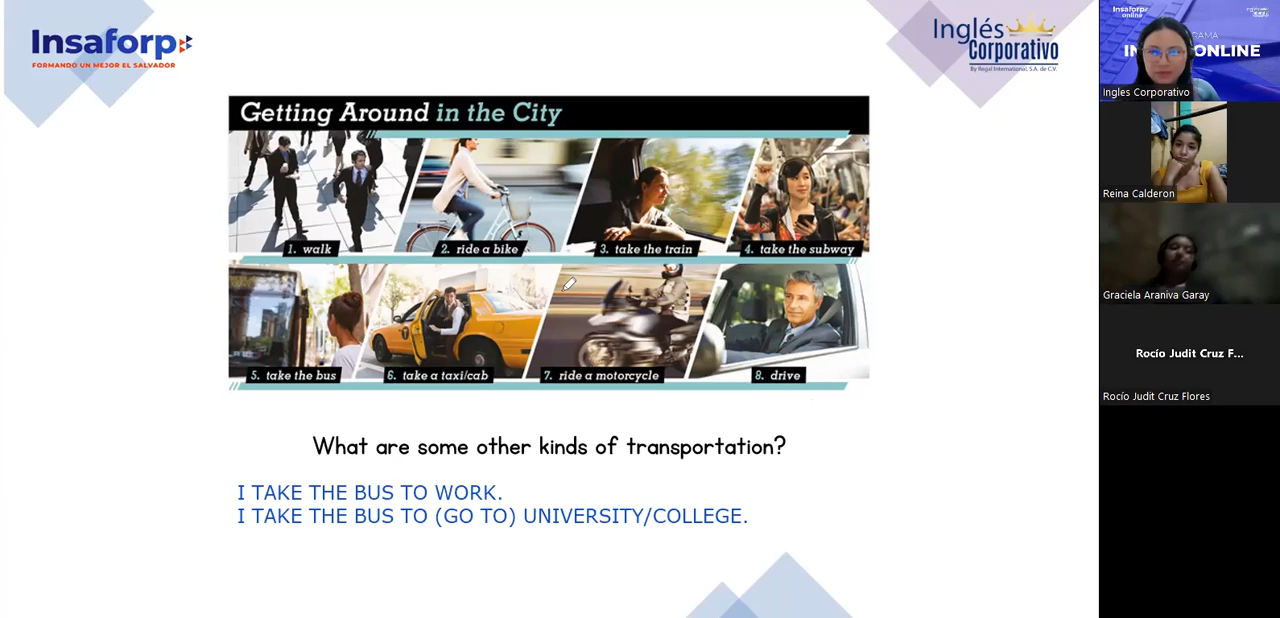 Insaforp
FORMANDO UN MEJOR EL SALVADOR
Inglés
Corporativo
By Regal International, S.A. de C.V.
Getting Around in the City
1. walk
2. ride a bike
3. take the train
4. take the subway
5. take the bus
6. take a taxi/cab
7. ride a motorcycle
8. drive
What are some other kinds of transportation?
I TAKE THE BUS TO WORK.
I TAKE THE BUS TO (GO TO) UNIVERSITY/COLLEGE.
Insaforp
online
ONLINE
Ingles Corporativo
Reina Calderon
Graciela Araniva Garay
Rocío Judit Cruz F...
Rocío Judit Cruz Flores